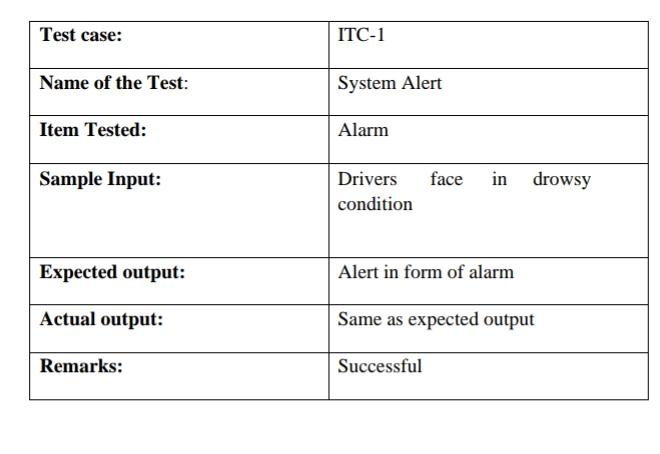 Test case: ITC-1
Name of the Test: System Alert
Item Tested: Alarm
Sample Input: Drivers face in drowsy
condition
Expected output: Alert in form of alarm
Actual output: Same as expected output
Remarks: Successful